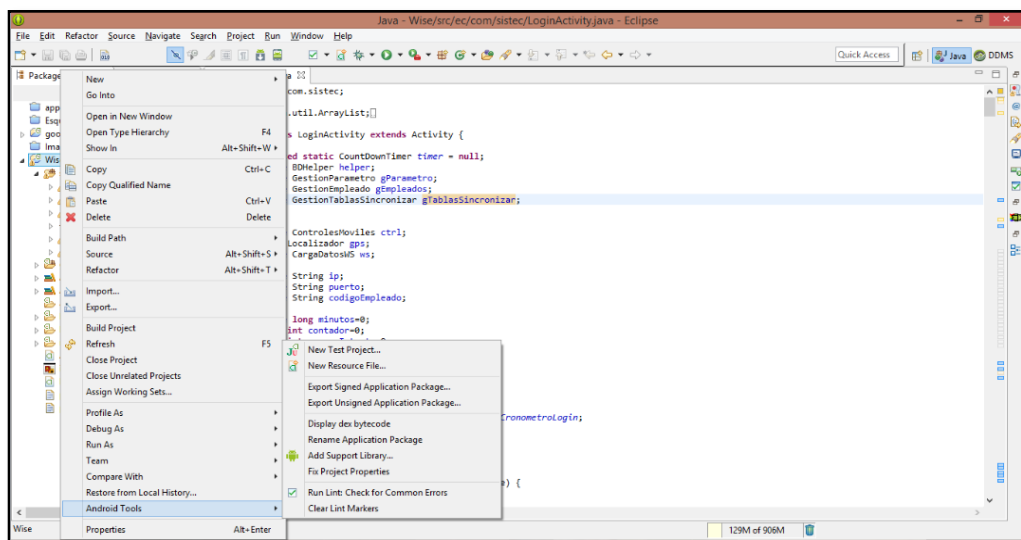 Java - Wise/src/ec/com/sistec/LoginActivity.java - Eclipse
File Edit Refactor Source Navigate Search Project Run Window Help
Quick Access Java DDMS
Package
app
Esq
goo
Ima
Wis
New
Go Into
Open in New Window
Open Type Hierarchy F4
Show In Alt+Shift+W
Copy Ctrl+C
Copy Qualified Name
Paste Ctrl+V
Delete Delete
Build Path
Source Alt+Shift+S
Refactor Alt+Shift+T
Import...
Export...
Build Project
Refresh F5
Close Project
Close Unrelated Projects
Assign Working Sets...
Profile As
Debug As
Run As
Team
Compare With
Restore from Local History...
Android Tools
Properties Alt+Enter
New Test Project...
New Resource File...
Export Signed Application Package...
Export Unsigned Application Package...
Display dex bytecode
Rename Application Package
Add Support Library...
Fix Project Properties
Run Lint: Check for Common Errors
Clear Lint Markers
com.sistec;
.util.ArrayList;
s LoginActivity extends Activity {
ed static CountDownTimer timer = null;
BDHelper helper;
GestionParametro gParametro;
GestionEmpleado gEmpleados;
GestionTablasSincronizar gTablasSincronizar;
ControlesMoviles ctrl;
Localizador gps;
CargaDatosWS ws;
String ip;
String puerto;
String codigoEmpleado;
long minutos=0;
int contador=0;
CronometroLogin;
) {
Wise
129M of 906M